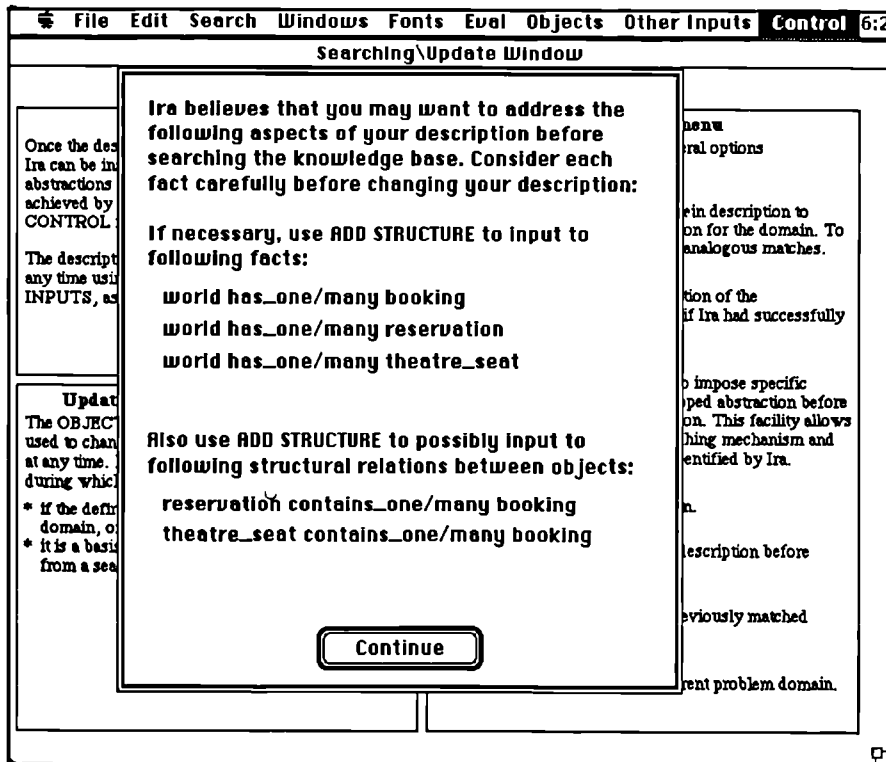 File Edit Search Windows Fonts Eval Objects Other Inputs Control 6:2
Searching\Update Window
Ira believes that you may want to address the
following aspects of your description before
searching the knowledge base. Consider each
fact carefully before changing your description:
If necessary, use ADD STRUCTURE to input to
following facts:
world has_one/many booking
world has_one/many reservation
world has_one/many theatre_seat
Also use ADD STRUCTURE to possibly input to
following structural relations between objects:
reservation contains_one/many booking
theatre_seat contains_one/many booking
Continue
Once the des
Ira can be in
abstractions
achieved by
CONTROL
The descript
any time usi
INPUTS, as
Updat
The OBJECT
used to chan
at any time.
during which
* if the defin
domain, o
* it is a basi
from a sea
menu
eral options
ein description to
on for the domain. To
analogous matches.
tion of the
if Ira had successfully
o impose specific
ped abstraction before
on. This facility allows
hing mechanism and
entified by Ira.
n.
description before
eviously matched
rent problem domain.